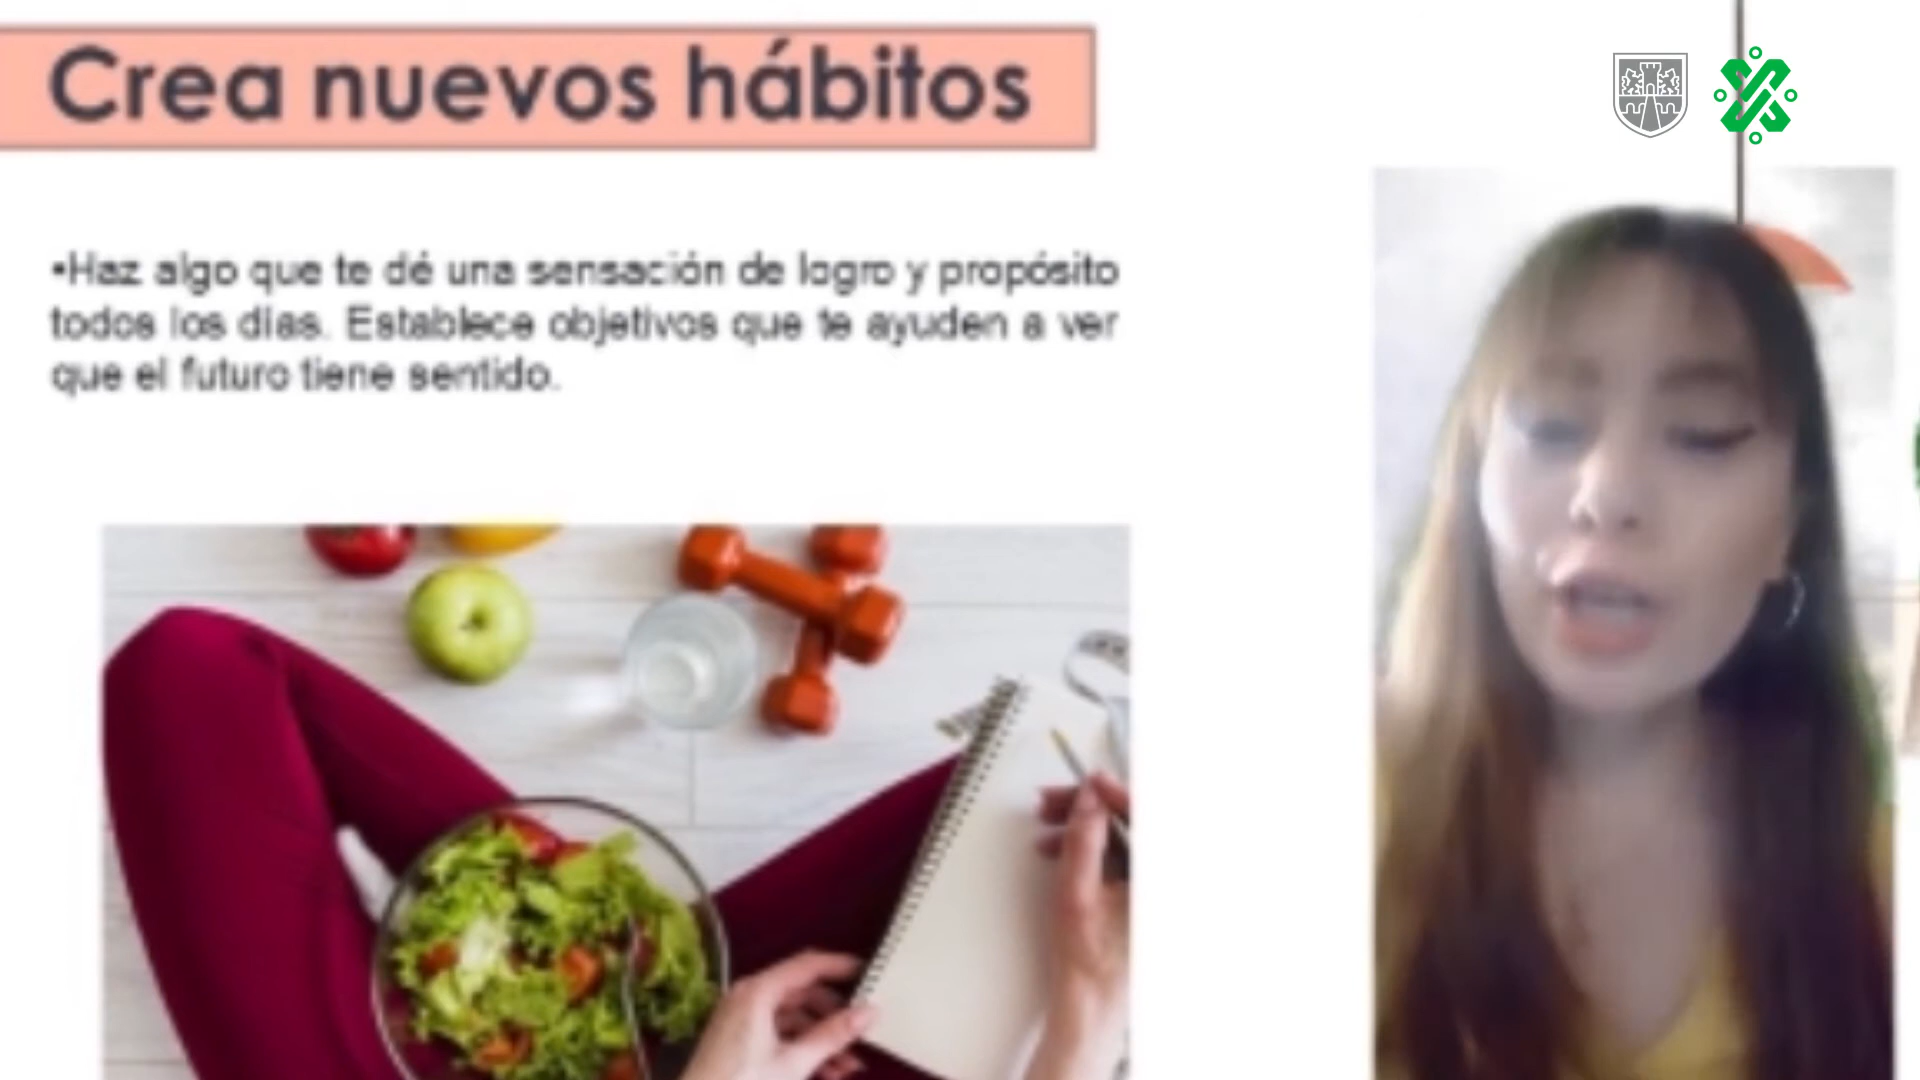 Crea nuevos hábitos
•Haz algo que te dé una sensación de logro y propósito
todos los días. Establece objetivos que te ayuden a ver
que el futuro tiene sentido.